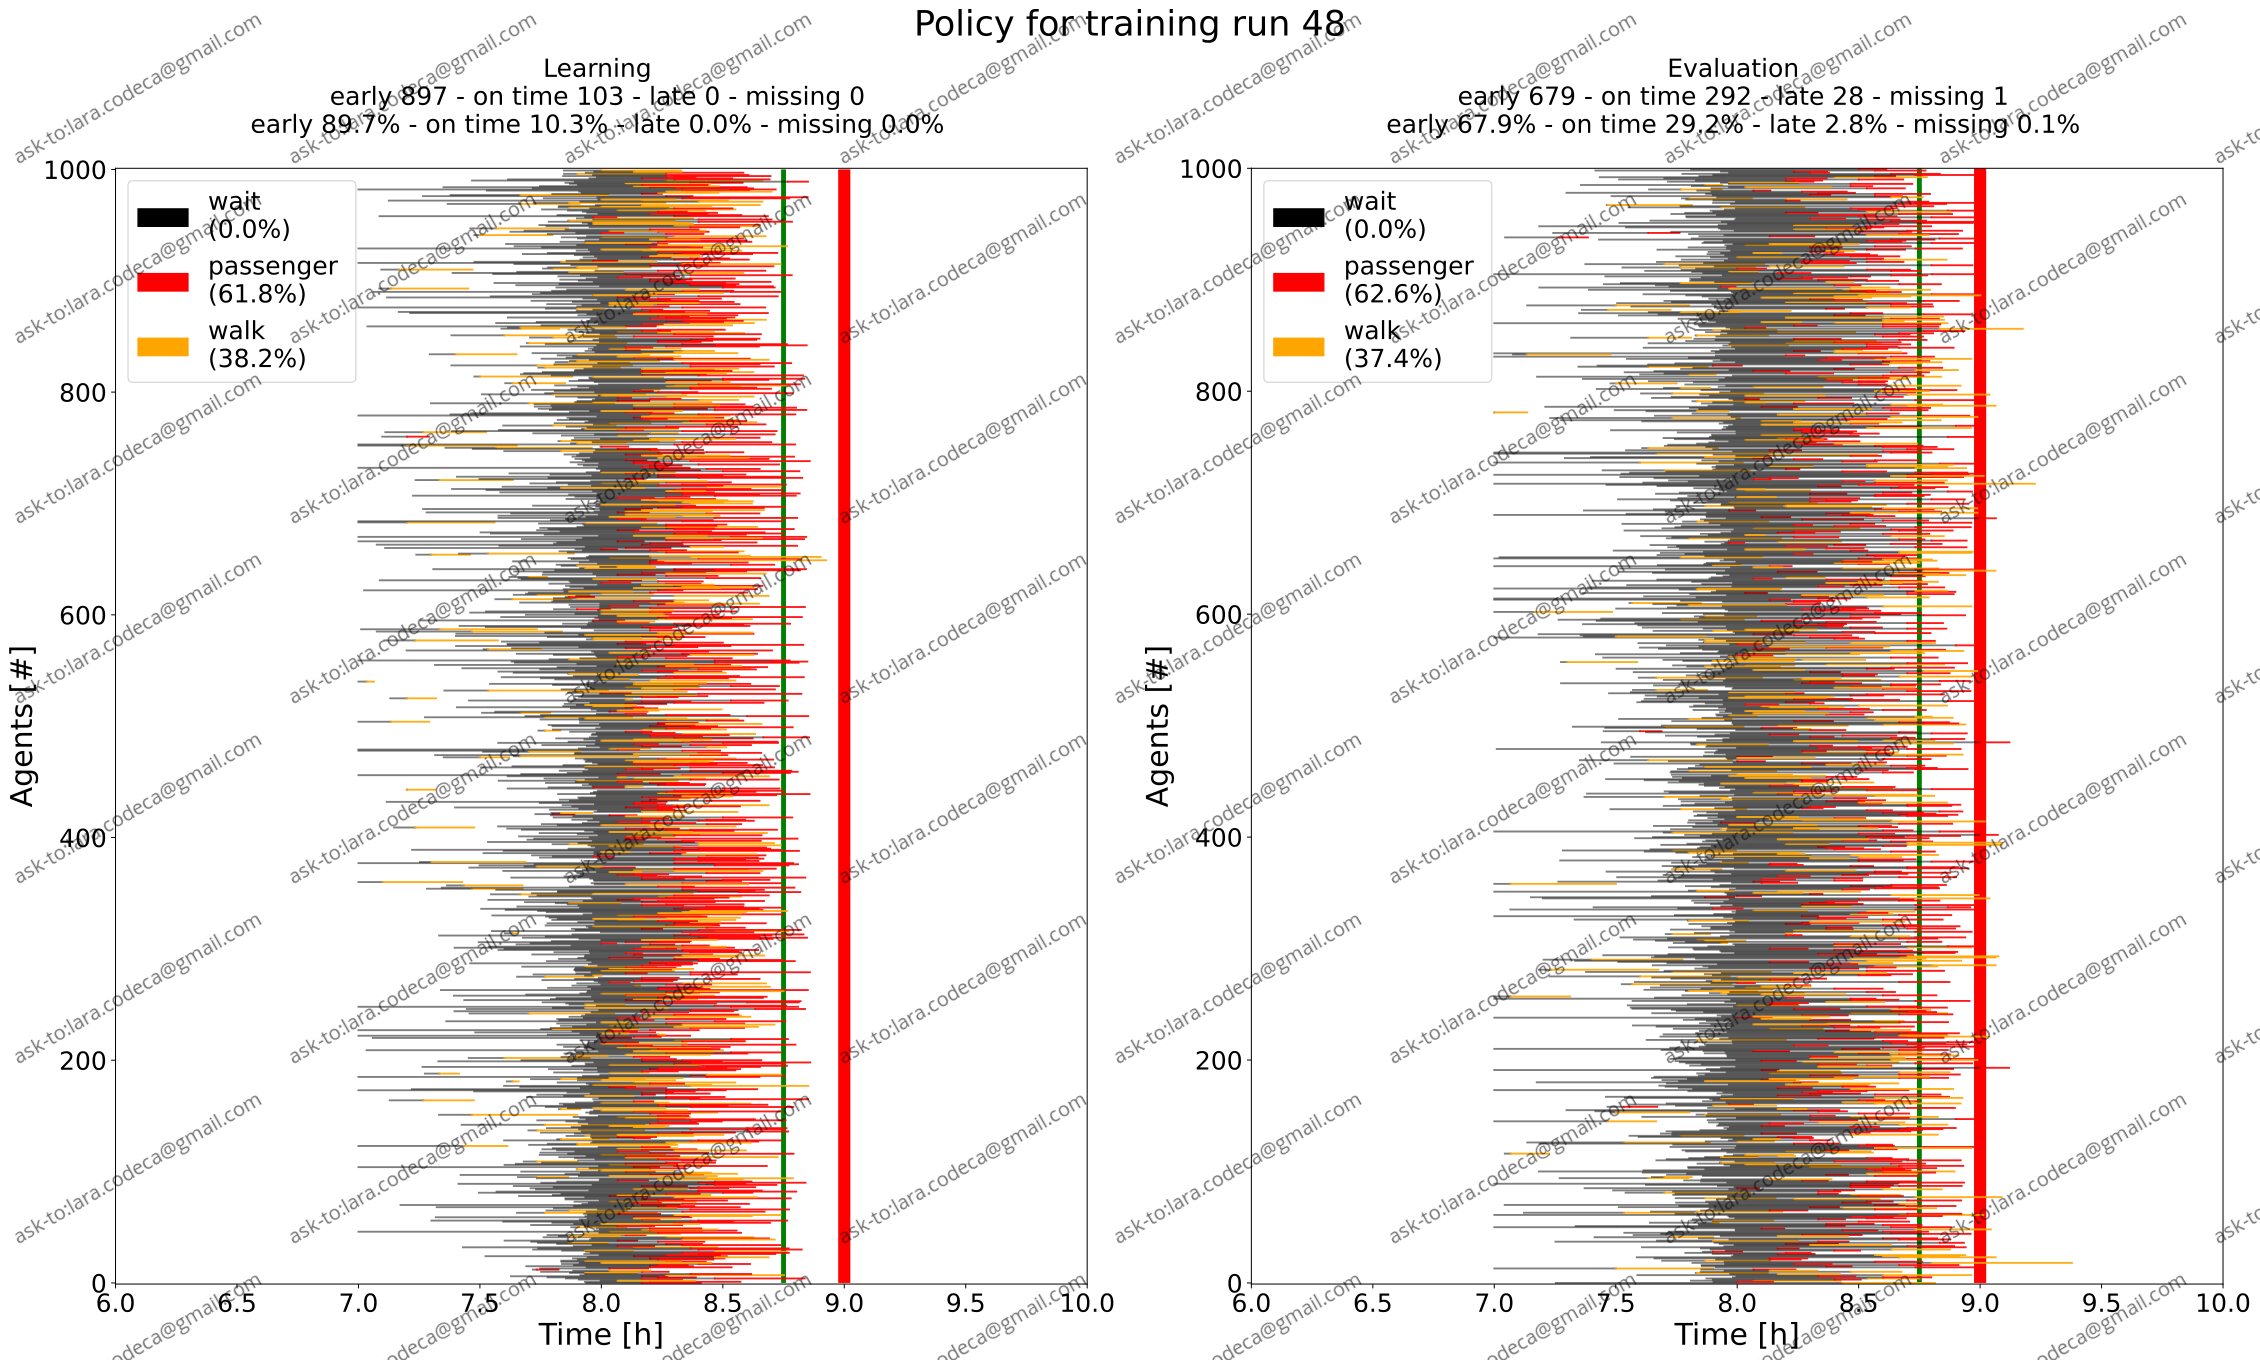 Policy for training run 48
Learning
early 897 - on time 103 - late 0 - missing 0
early 89.7% - on time 10.3% - late 0.0% - missing 0.0%
1000
800
600
400
200
0
Agents [#]
wait
(0.0%)
passenger
(61.8%)
walk
(38.2%)
6.0 6.5 7.0 7.5 8.0 8.5 9.0 9.5 10.0
Time [h]
Evaluation
early 679 - on time 292 - late 28 - missing 1
early 67.9% - on time 29.2% - late 2.8% - missing 0.1%
1000
800
600
400
200
0
Agents [#]
wait
(0.0%)
passenger
(62.6%)
walk
(37.4%)
6.0 6.5 7.0 7.5 8.0 8.5 9.0 9.5 10.0
Time [h]
ask-to:lara.codeca@gmail.com